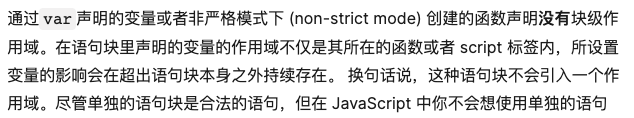 通过 var 声明的变量或者非严格模式下 (non-strict mode) 创建的函数声明没有块级作
用域。在语句块里声明的变量的作用域不仅是其所在的函数或者 script 标签内，所设置
变量的影响会在超出语句块本身之外持续存在。 换句话说，这种语句块不会引入一个作
用域。尽管单独的语句块是合法的语句，但在 JavaScript 中你不会想使用单独的语句